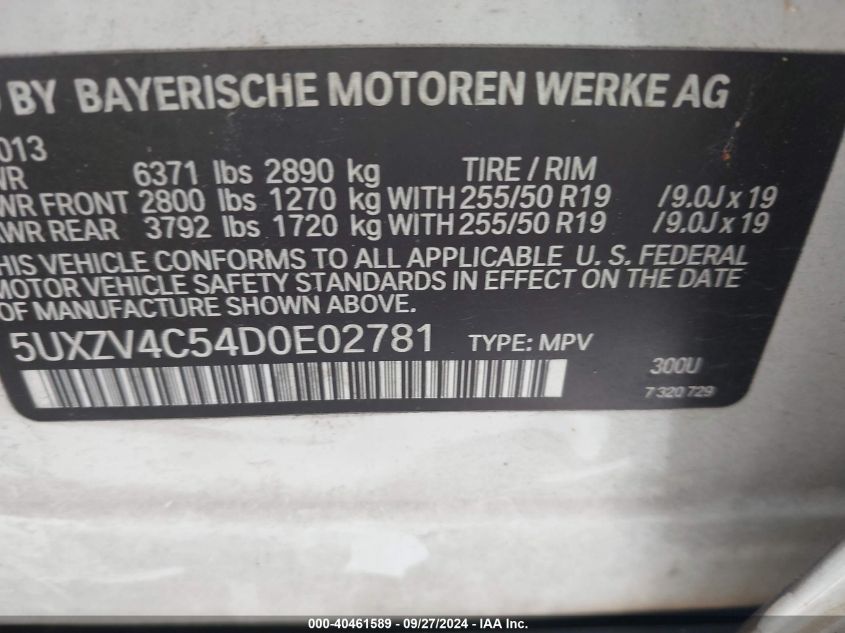 BY BAYERISCHE MOTOREN WERKE AG
013
WR 6371 lbs 2890 kg TIRE / RIM
WR FRONT 2800 lbs 1270 kg WITH 255/50 R19 /9.0J x 19
WR REAR 3792 lbs 1720 kg WITH 255/50 R19 /9.0J x 19
HIS VEHICLE CONFORMS TO ALL APPLICABLE U. S. FEDERAL
MOTOR VEHICLE SAFETY STANDARDS IN EFFECT ON THE DATE
OF MANUFACTURE SHOWN ABOVE.
5UXZV4C54D0E02781 TYPE: MPV 300U
7 320 729
000-40461589 - 09/27/2024 - IAA, Inc.